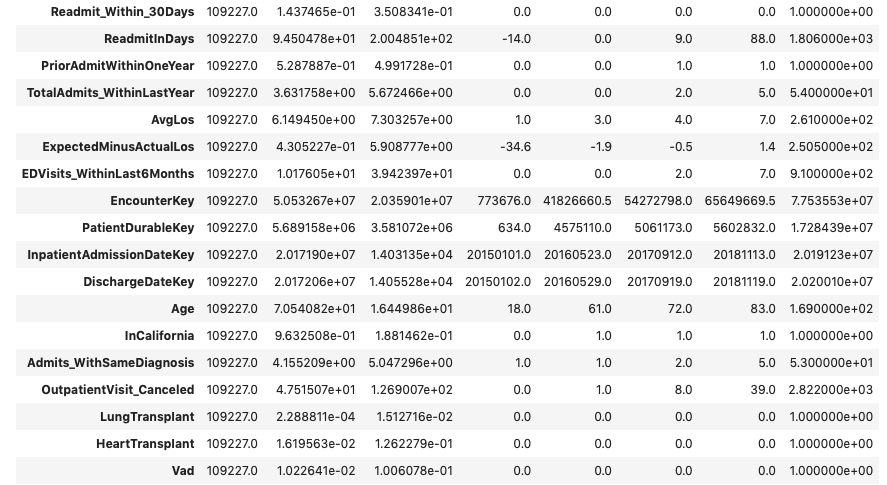 Readmit_Within_30Days 109227.0 1.437465e-01 3.508341e-01 0.0 0.0 0.0 0.0 1.000000e+00
ReadmitInDays 109227.0 9.450478e+01 2.004851e+02 -14.0 0.0 9.0 88.0 1.806000e+03
PriorAdmitWithinOneYear 109227.0 5.287887e-01 4.991728e-01 0.0 0.0 1.0 1.0 1.000000e+00
TotalAdmits_WithinLastYear 109227.0 3.631758e+00 5.672466e+00 0.0 0.0 2.0 5.0 5.400000e+01
AvgLos 109227.0 6.149450e+00 7.303257e+00 1.0 3.0 4.0 7.0 2.610000e+02
ExpectedMinusActualLos 109227.0 4.305227e-01 5.908777e+00 -34.6 -1.9 -0.5 1.4 2.505000e+02
EDVisits_WithinLast6Months 109227.0 1.017605e+01 3.942397e+01 0.0 0.0 2.0 7.0 9.100000e+02
EncounterKey 109227.0 5.053267e+07 2.035901e+07 773676.0 41826660.5 54272798.0 65649669.5 7.753553e+07
PatientDurableKey 109227.0 5.689158e+06 3.581072e+06 634.0 4575110.0 5061173.0 5602832.0 1.728439e+07
InpatientAdmissionDateKey 109227.0 2.017190e+07 1.403135e+04 20150101.0 20160523.0 20170912.0 20181113.0 2.019123e+07
DischargeDateKey 109227.0 2.017206e+07 1.405528e+04 20150102.0 20160529.0 20170919.0 20181119.0 2.020010e+07
Age 109227.0 7.054082e+01 1.644986e+01 18.0 61.0 72.0 83.0 1.690000e+02
InCalifornia 109227.0 9.632508e-01 1.881462e-01 0.0 1.0 1.0 1.0 1.000000e+00
Admits_WithSameDiagnosis 109227.0 4.155209e+00 5.047296e+00 1.0 1.0 2.0 5.0 5.300000e+01
OutpatientVisit_Canceled 109227.0 4.751507e+01 1.269007e+02 0.0 1.0 8.0 39.0 2.822000e+03
LungTransplant 109227.0 2.288811e-04 1.512716e-02 0.0 0.0 0.0 0.0 1.000000e+00
HeartTransplant 109227.0 1.619563e-02 1.262279e-01 0.0 0.0 0.0 0.0 1.000000e+00
Vad 109227.0 1.022641e-02 1.006078e-01 0.0 0.0 0.0 0.0 1.000000e+00